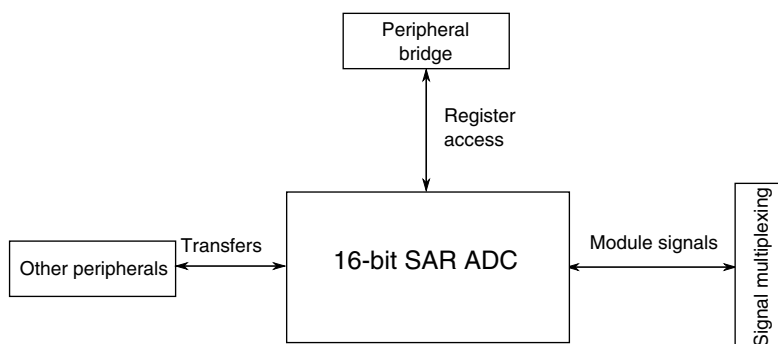 Peripheral
bridge
Register
access
Other peripherals
Transfers
16-bit SAR ADC
Module signals
Signal multiplexing